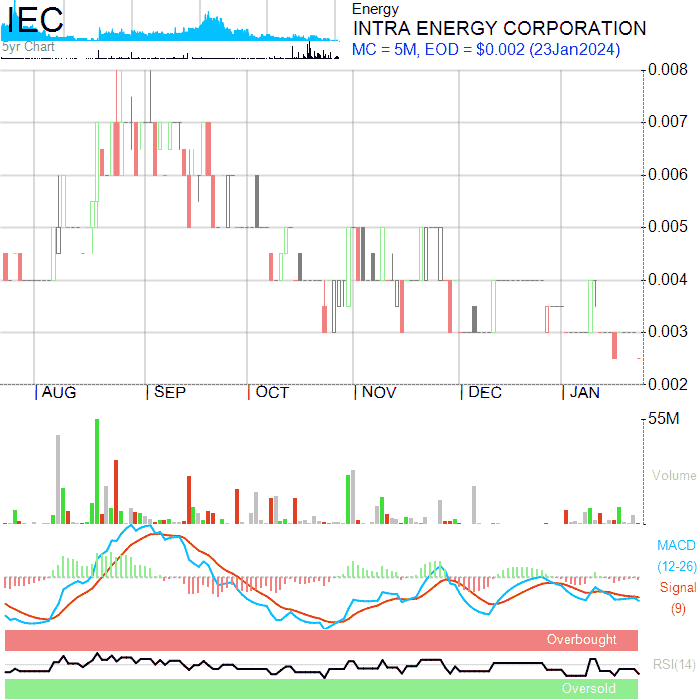 IEC
5yr Chart
Energy
INTRA ENERGY CORPORATION
MC = 5M, EOD = $0.002 (23Jan2024)
0.008
0.007
0.006
0.005
0.004
0.003
0.002
AUG SEP OCT NOV DEC JAN
55M
Volume
MACD
(12-26)
Signal
(9)
Overbought
RSI(14)
Oversold